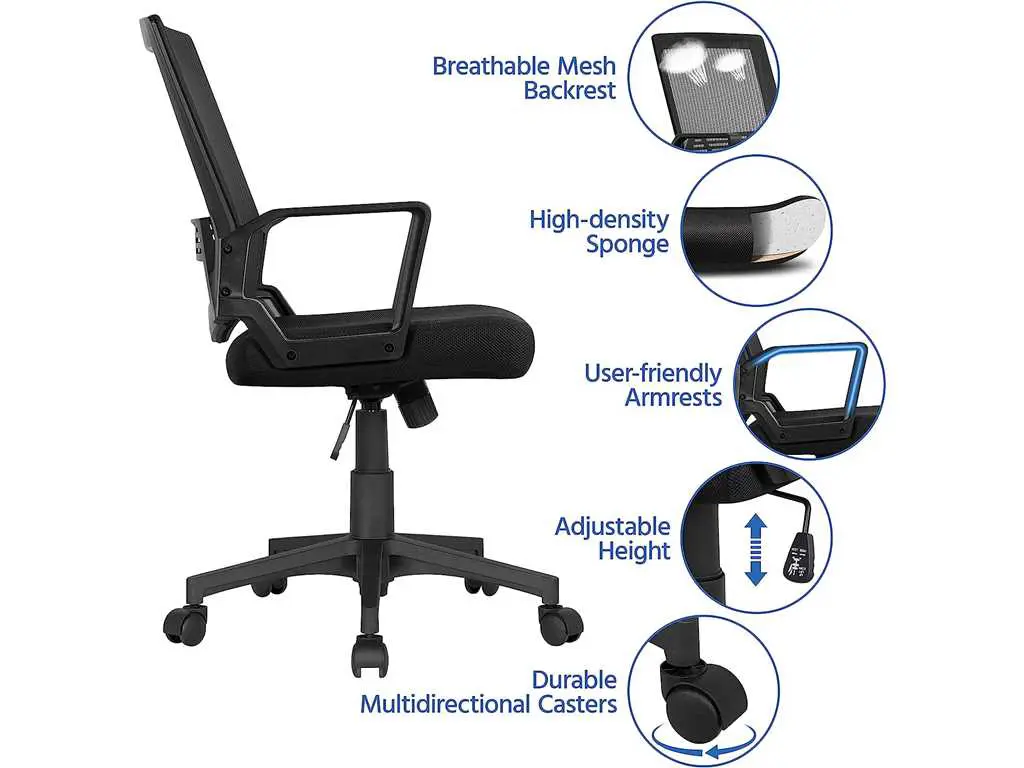 Breathable Mesh
Backrest
High-density
Sponge
User-friendly
Armrests
Adjustable
Height
Durable
Multidirectional Casters